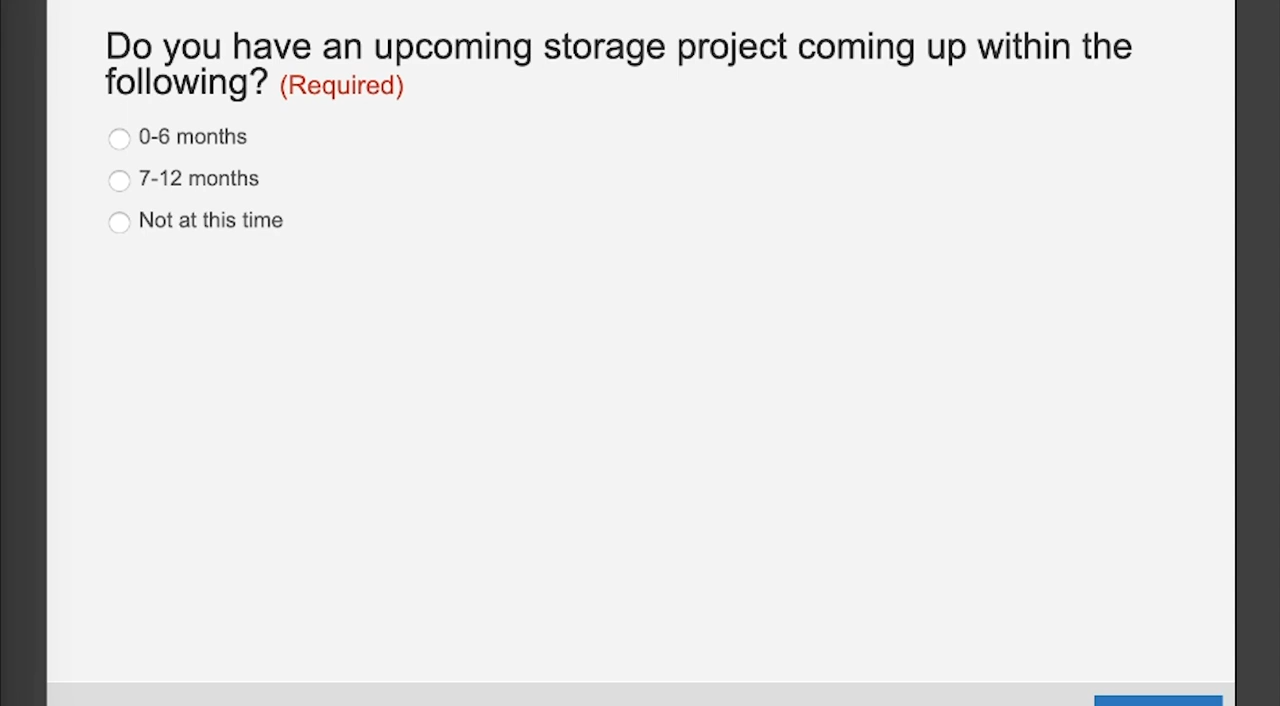 Do you have an upcoming storage project coming up within the
following? (Required)
0-6 months
7-12 months
Not at this time